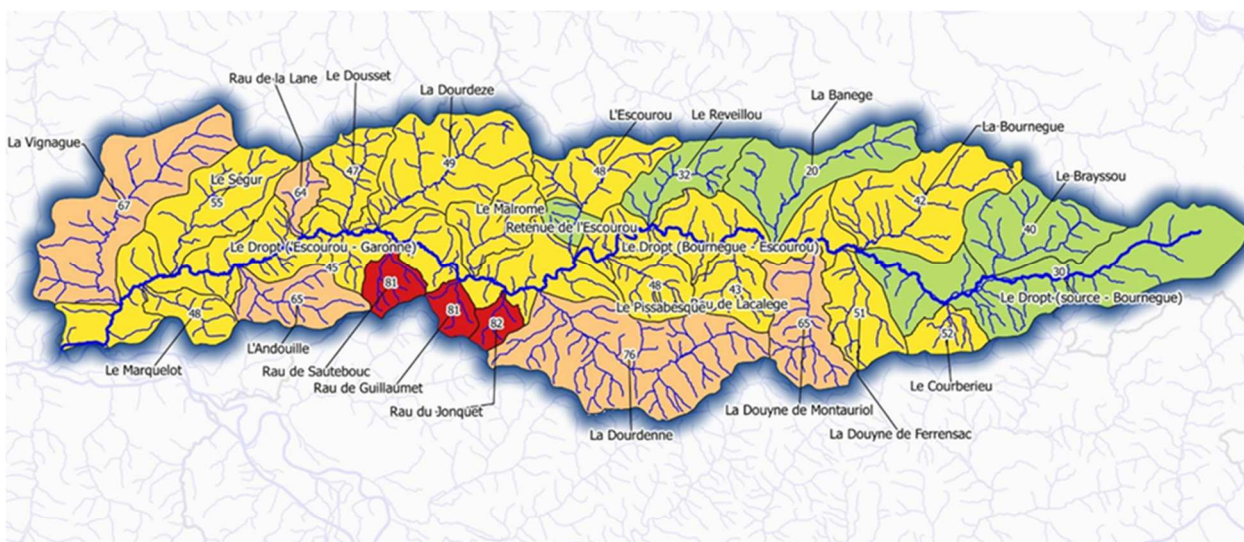 Rau de la Lane
Le Dousset
La Dourdeze
La Banege
L'Escourou
Le Reveillou
La Bournegue
La Vignague
Le Brayssou
Le Ségur
55
47
49
48
32
20
64
67
42
Le Malrome
40
Retenue de l'Escourou
Le Dropt (l'Escourou - Garonne)
Le Dropt (Bournegue - Escourou)
45
30
81
48
43
Le Dropt (source - Bournegue)
65
Le Pissabesque
Rau de Lacalege
48
81
82
65
51
52
76
L'Andouille
Le Marquelot
Rau de Sautebouc
Rau de Guillaumet
Le Courberieu
Rau du Jonquet
La Douyne de Montauriol
La Dourdenne
La Douyne de Ferrensac